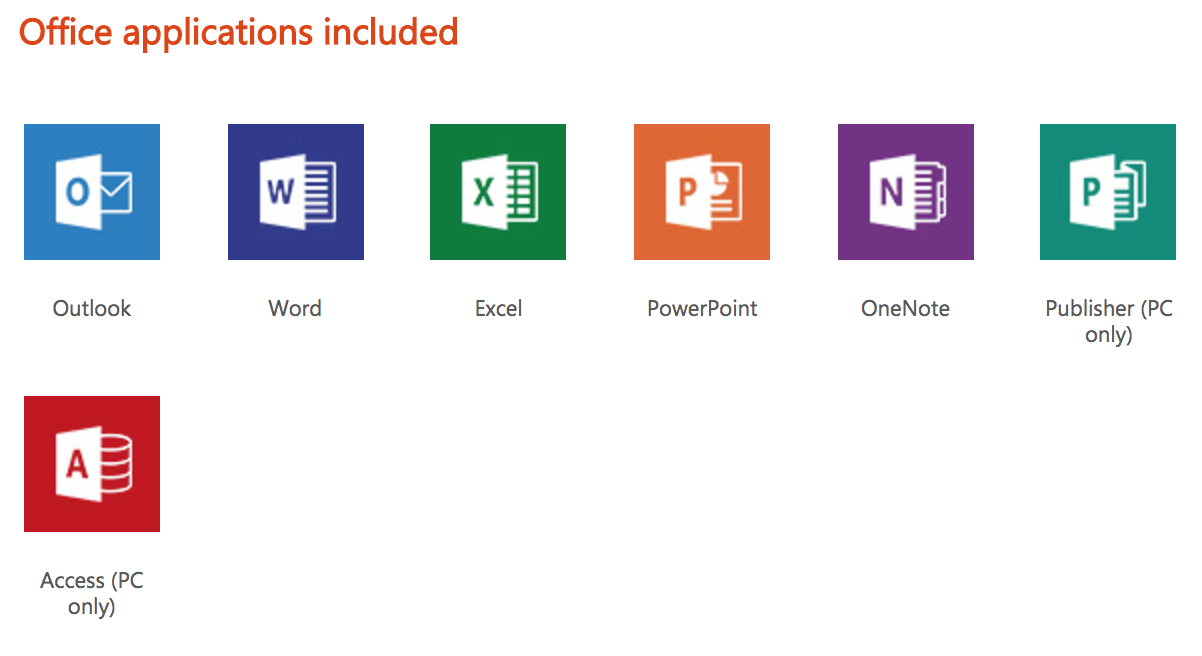 Office applications included
O
W
X
P
N
P
Outlook
Word
Excel
PowerPoint
OneNote
Publisher (PC
only)
A
Access (PC
only)